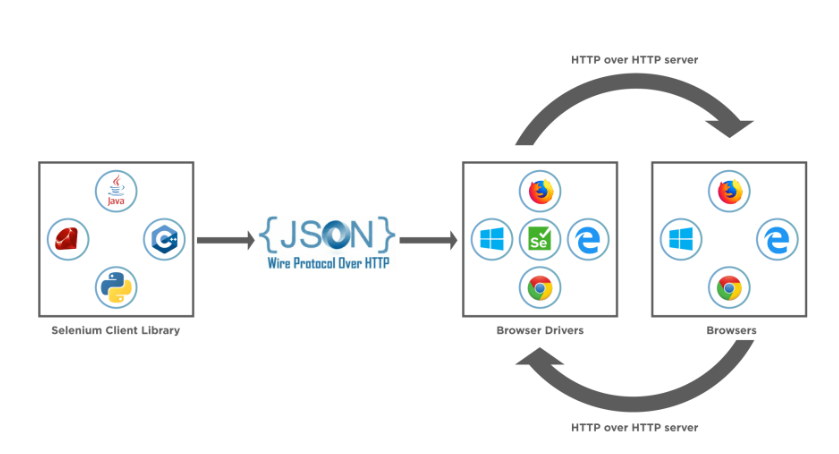 HTTP over HTTP server
Java
C++
Se
{JSON}
Wire Protocol Over HTTP
Selenium Client Library
Browser Drivers
Browsers
HTTP over HTTP server